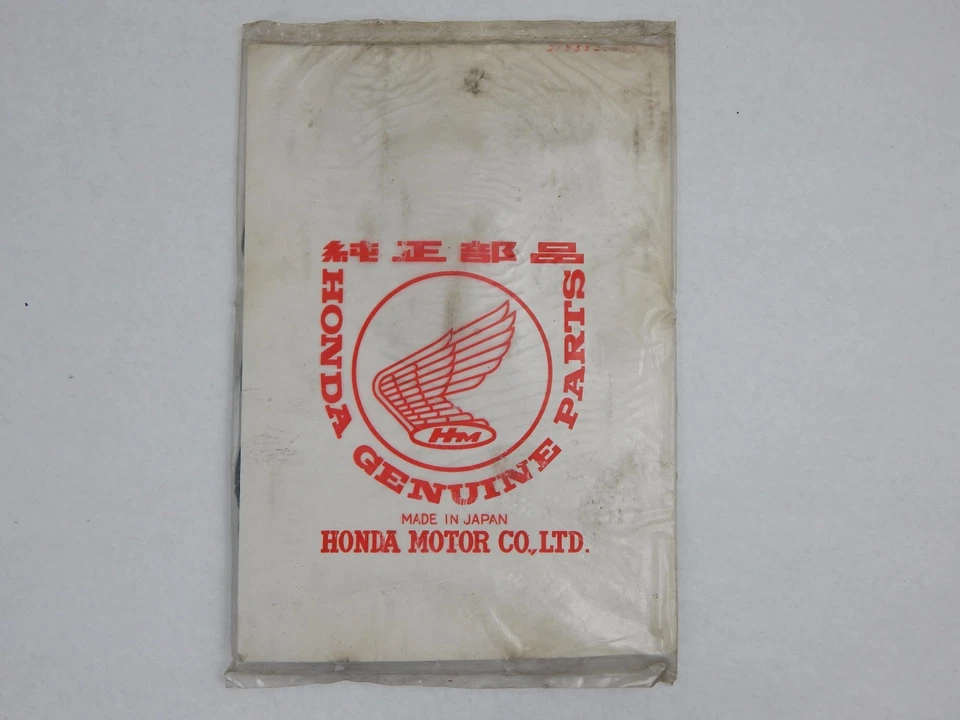 純正部品
HONDA GENUINE PARTS
HM
MADE IN JAPAN
HONDA MOTOR CO.,LTD.